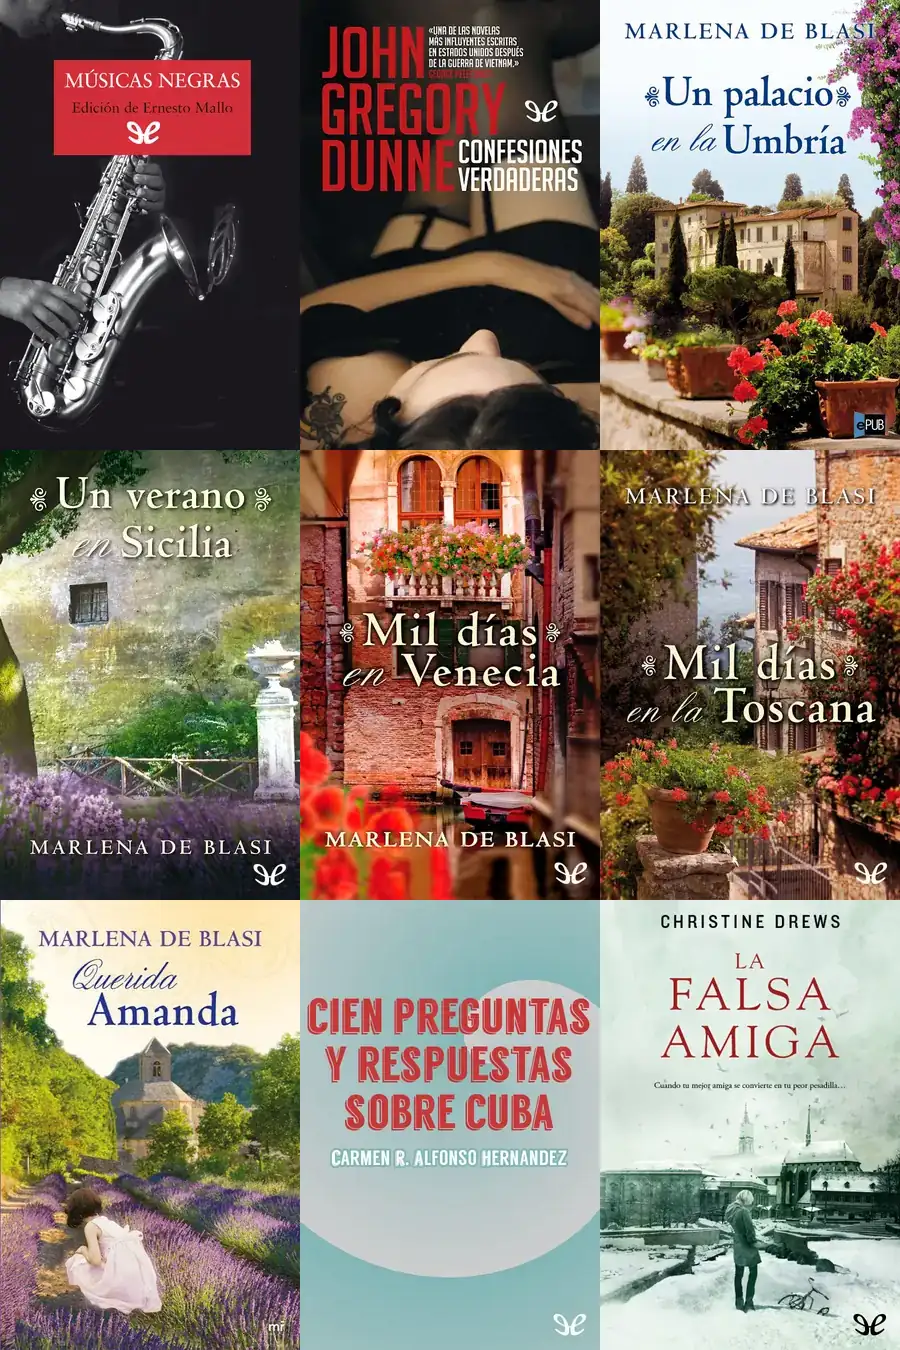 MÚSICAS NEGRAS
Edición de Ernesto Mallo
JOHN
GREGORY
DUNNE
«UNA DE LAS NOVELAS
MÁS INFLUYENTES ESCRITAS
EN ESTADOS UNIDOS DESPUÉS
DE LA GUERRA DE VIETNAM.»
CONFESIONES
VERDADERAS
MARLENA DE BLASI
Un palacio
en la Umbría
ePUB
Un verano
en Sicilia
MARLENA DE BLASI
Mil días
en Venecia
MARLENA DE BLASI
MARLENA DE BLASI
Mil días
en la Toscana
MARLENA DE BLASI
Querida
Amanda
mr
CIEN PREGUNTAS
Y RESPUESTAS
SOBRE CUBA
CARMEN R. ALFONSO HERNANDEZ
CHRISTINE DREWS
LA
FALSA
AMIGA
Cuando tu mejor amiga se convierte en tu peor pesadilla…